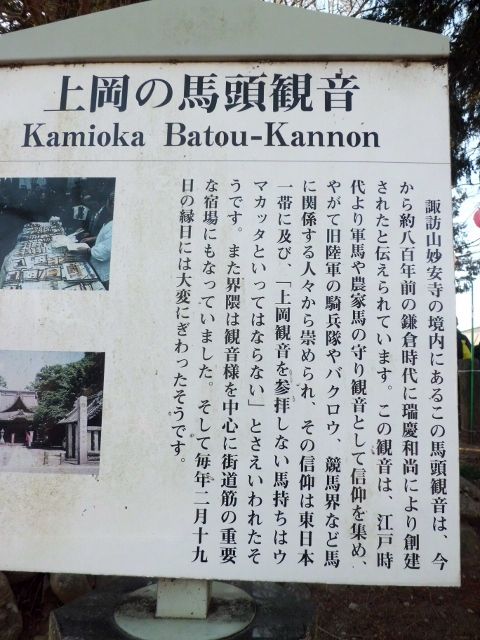 上岡の馬頭観音
Kamioka Batou-Kannon
諏訪山妙安寺の境内にあるこの馬頭観音は、今
から約八百年前の鎌倉時代に瑞慶和尚により創建
されたと伝えられています。この観音は、江戸時
代より軍馬や農家馬の守り観音として信仰を集め、
やがて旧陸軍の騎兵隊やバクロウ、競馬界など馬
に関係する人々から崇められ、その信仰は東日本
一帯に及び、「上岡観音を参拝しない馬持ちはウ
マカッタといってはならない」とさえいわれたそ
うです。また界隈は観音様を中心に街道筋の重要
な宿場にもなっていました。そして毎年二月十九
日の縁日には大変にぎわったそうです。